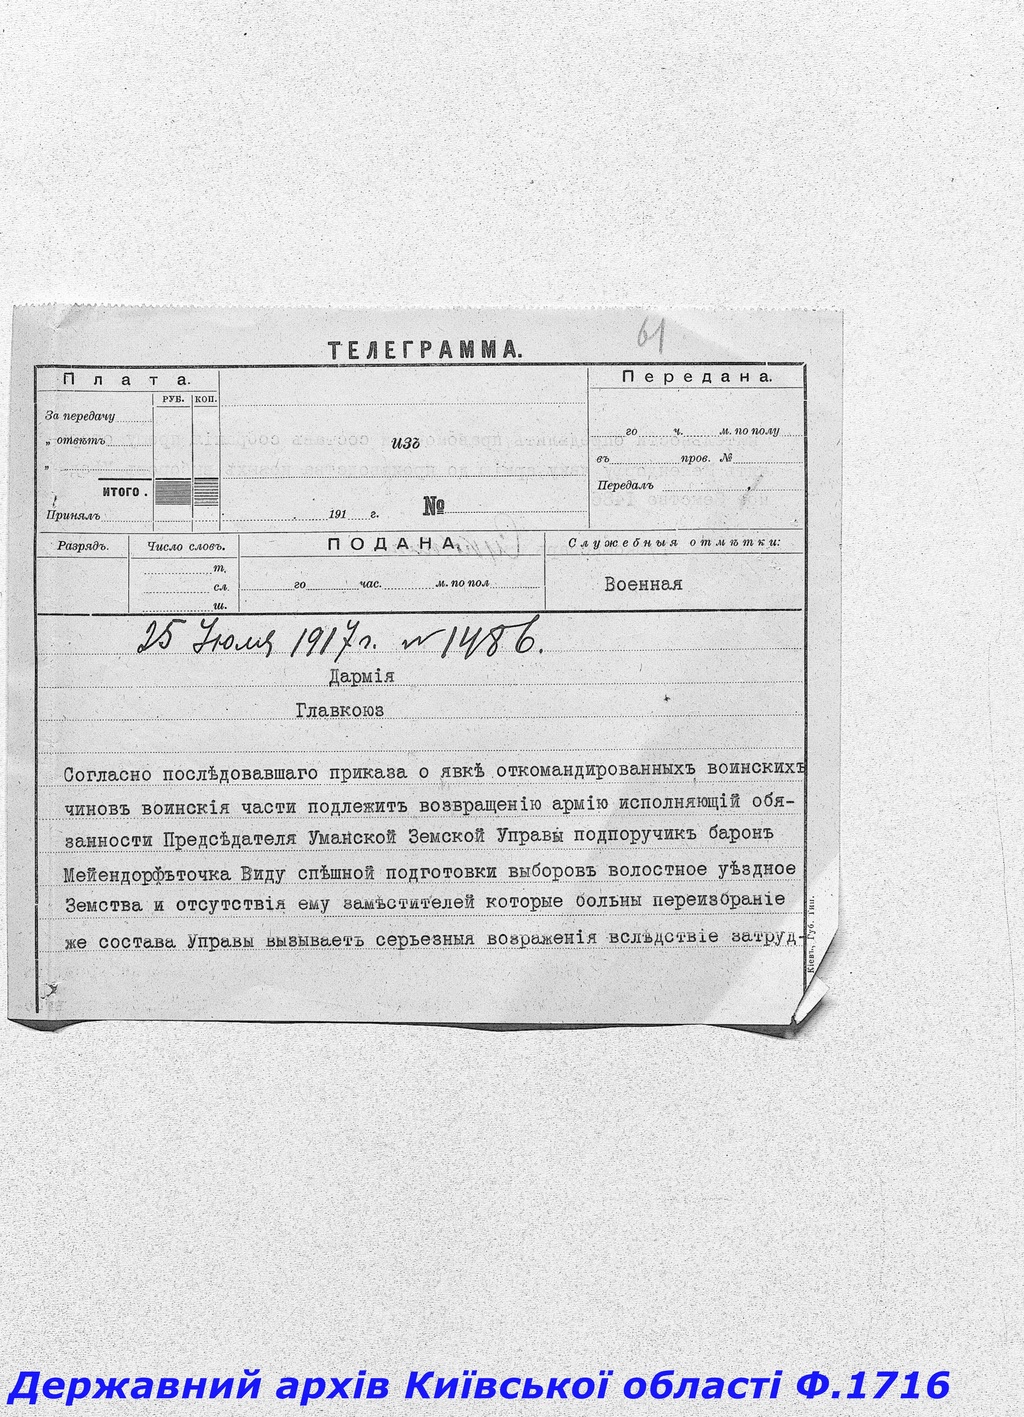 61
ТЕЛЕГРАММА.
Плата.
РУБ. КОП.
За передачу
„ отвѣтъ
„
ИТОГО.
Принялъ
изъ
191 г. №
Передана.
го ч. м. по полу
въ пров. №
Передалъ
Разрядъ.
Число словъ.
т.
сл.
ш.
ПОДАНА
го час. м. по пол
Служебныя отмѣтки:
Военная
25 Июля 1917 г. № 1486.
Дармія
Главкоюз
Согласно послѣдовавшаго приказа о явкѣ откомандированныхъ воинскихъ
чиновъ воинскія части подлежитъ возвращенію армію исполняющій обя-
занности Предсѣдателя Уманской Земской Управы подпоручикъ баронъ
Мейендорфъточка Виду спѣшной подготовки выборовъ волостное уѣздное
Земства и отсутствія ему замѣстителей которые больны переизбраніе
же состава Управы вызываетъ серьезныя возраженія вслѣдствіе затруд-
Кіевъ, Губ. Тип.
Державний архів Київської області Ф.1716